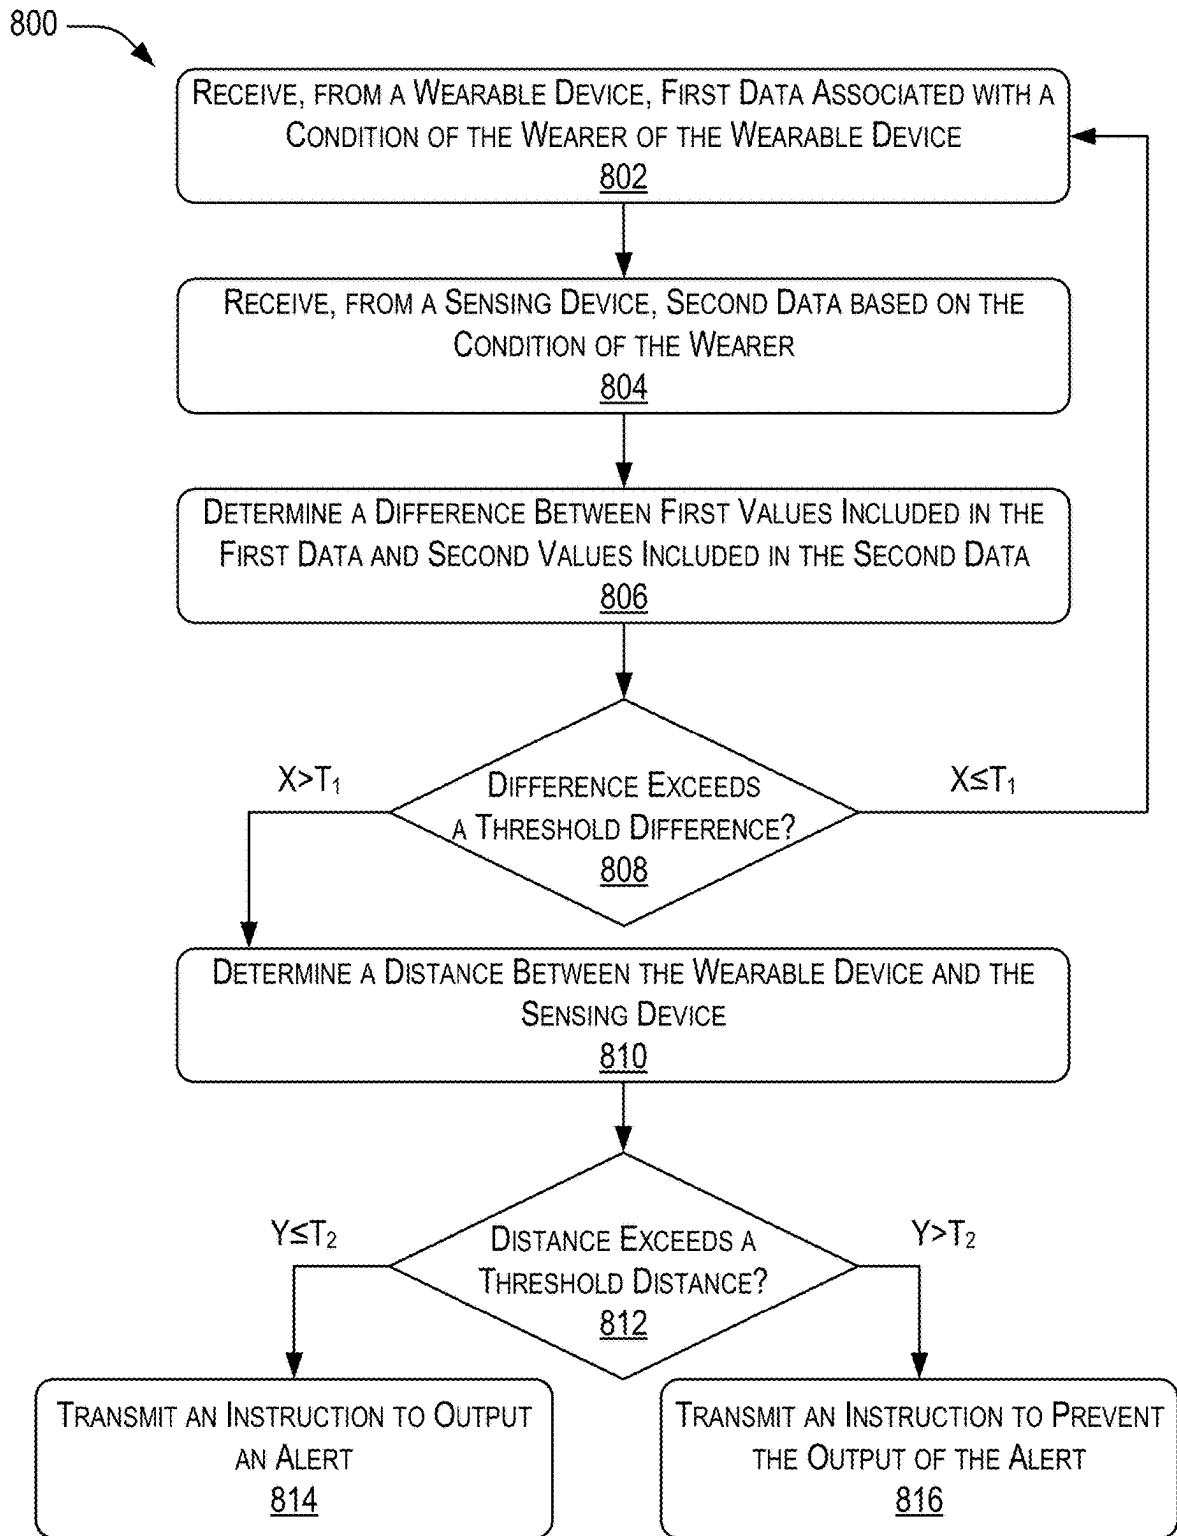 800
RECEIVE, FROM A WEARABLE DEVICE, FIRST DATA ASSOCIATED WITH A
CONDITION OF THE WEARER OF THE WEARABLE DEVICE
802
RECEIVE, FROM A SENSING DEVICE, SECOND DATA BASED ON THE
CONDITION OF THE WEARER
804
DETERMINE A DIFFERENCE BETWEEN FIRST VALUES INCLUDED IN THE
FIRST DATA AND SECOND VALUES INCLUDED IN THE SECOND DATA
806
X>T₁
X≤T₁
DIFFERENCE EXCEEDS
A THRESHOLD DIFFERENCE?
808
DETERMINE A DISTANCE BETWEEN THE WEARABLE DEVICE AND THE
SENSING DEVICE
810
Y≤T₂
Y>T₂
DISTANCE EXCEEDS A
THRESHOLD DISTANCE?
812
TRANSMIT AN INSTRUCTION TO OUTPUT
AN ALERT
814
TRANSMIT AN INSTRUCTION TO PREVENT
THE OUTPUT OF THE ALERT
816